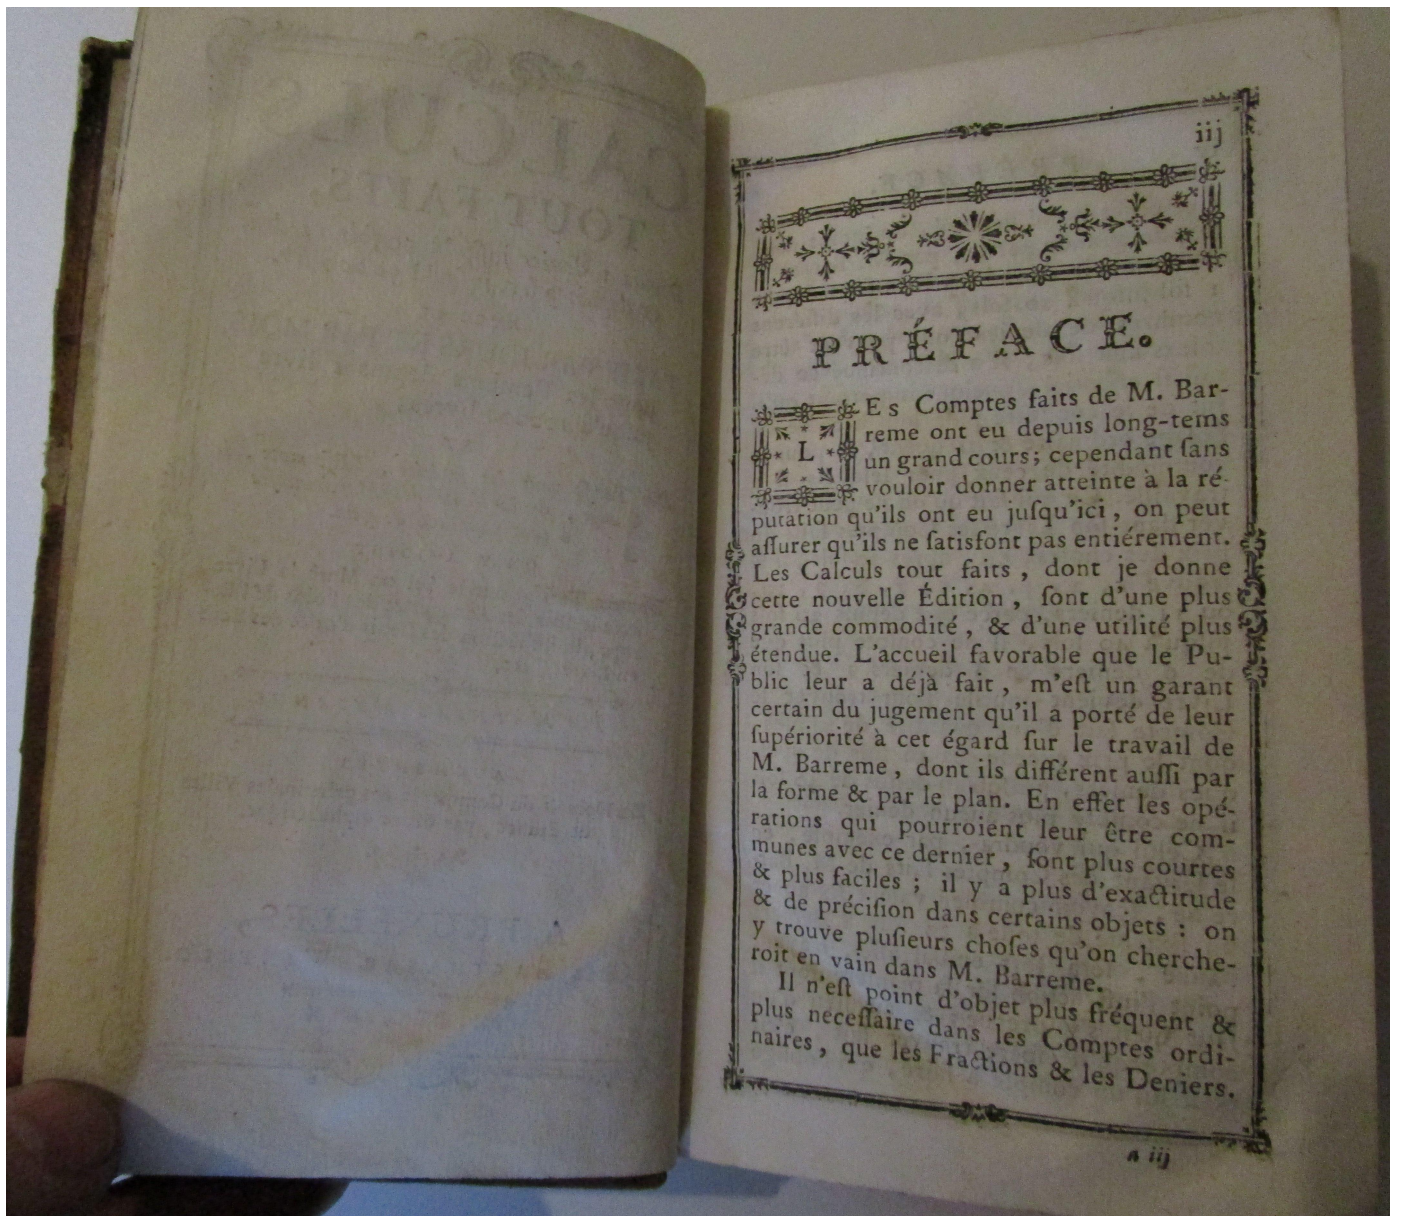 CALCULS
TOUT FAITS
iij
PRÉFACE.
LEs Comptes faits de M. Bar-
reme ont eu depuis long-tems
un grand cours; cependant ſans
vouloir donner atteinte à la ré-
putation qu'ils ont eu juſqu'ici, on peut
aſſurer qu'ils ne ſatisfont pas entiérement.
Les Calculs tout faits, dont je donne
cette nouvelle Édition, ſont d'une plus
grande commodité, & d'une utilité plus
étendue. L'accueil favorable que le Pu-
blic leur a déjà fait, m'eſt un garant
certain du jugement qu'il a porté de leur
ſupériorité à cet égard ſur le travail de
M. Barreme, dont ils différent auſſi par
la forme & par le plan. En effet les opé-
rations qui pourroient leur être com-
munes avec ce dernier, ſont plus courtes
& plus faciles; il y a plus d'exactitude
& de préciſion dans certains objets: on
y trouve pluſieurs choſes qu'on cherche-
roit en vain dans M. Barreme.
Il n'eſt point d'objet plus fréquent &
plus neceſſaire dans les Comptes ordi-
naires, que les Fractions & les Deniers.
A iij